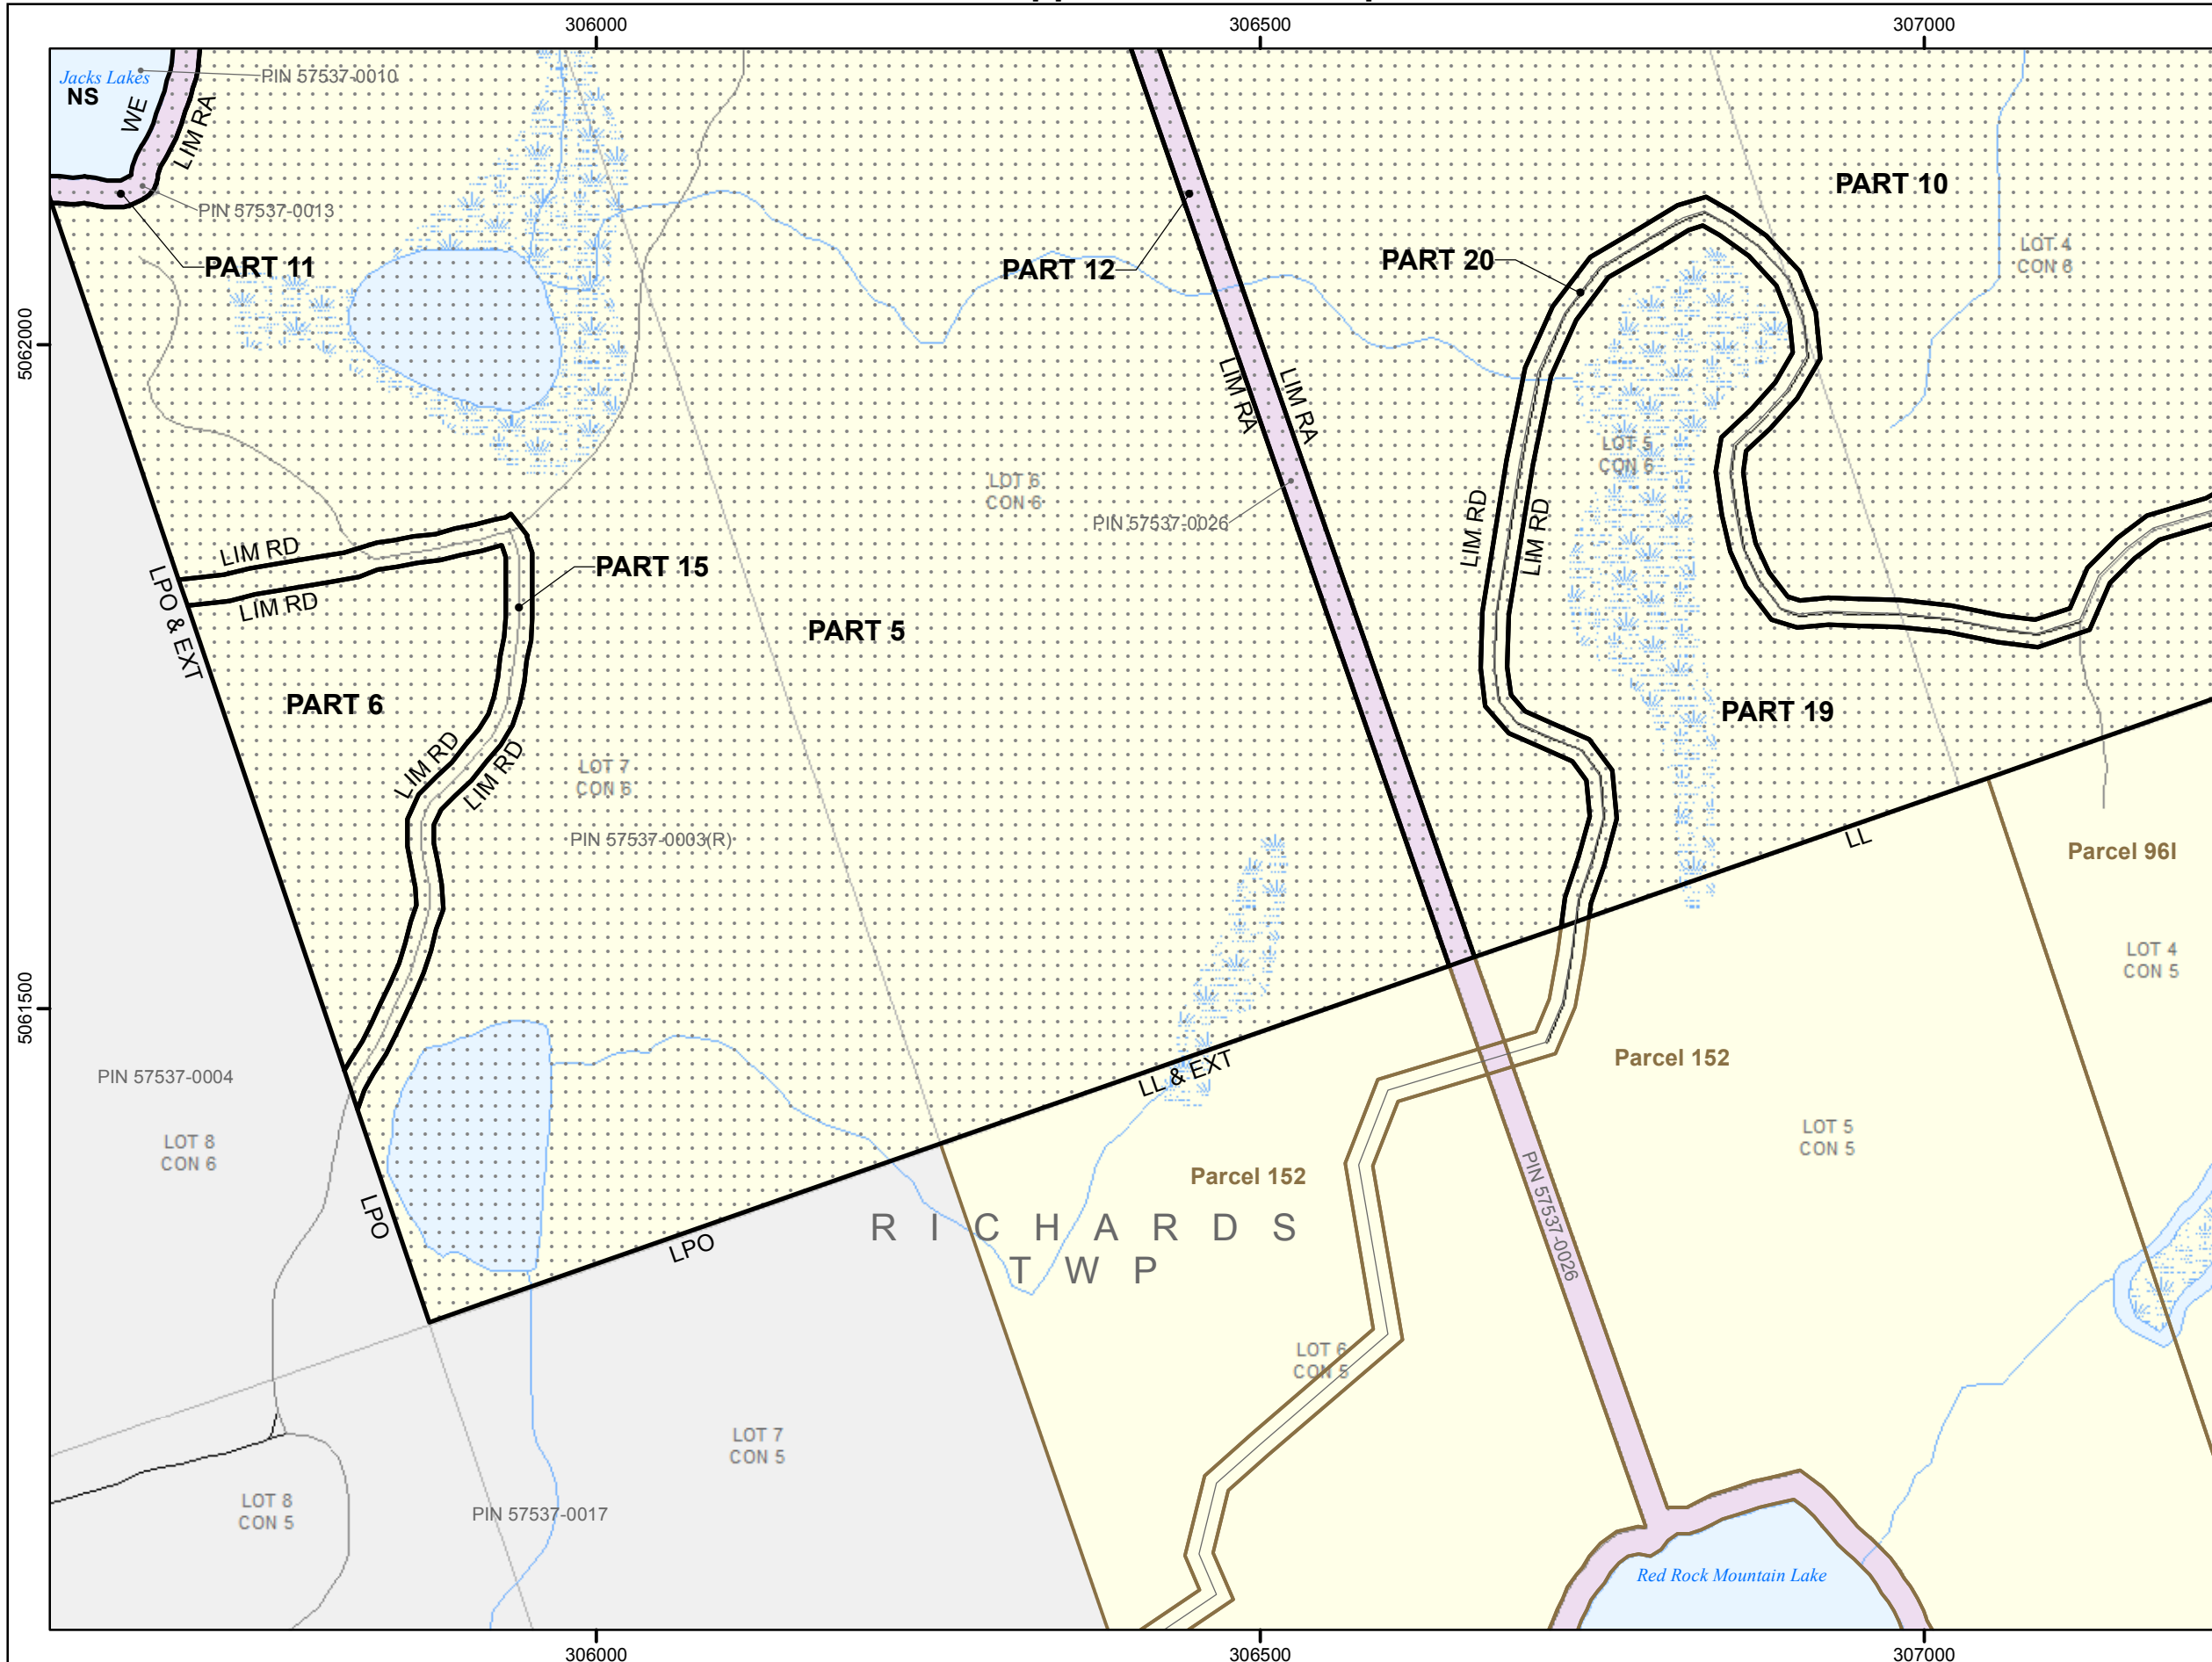 306000
306500
307000
Jacks Lakes
NS
WE
LIM RA
PIN 57537-0010
PIN 57537-0013
PART 11
PART 12
PART 20
PART 10
LOT 4
CON 6
5062000
LIM RA
LIM RA
LOT 5
CON 6
LOT 6
CON 6
PIN 57537-0026
LIM RD
LIM RD
LIM RD
LIM RD
PART 15
LPO & EXT
PART 5
PART 6
PART 19
LIM RD
LIM RD
LOT 7
CON 6
PIN 57537-0003(R)
LL
Parcel 96I
LOT 4
CON 5
5061500
LL & EXT
Parcel 152
PIN 57537-0004
LOT 8
CON 6
LOT 5
CON 5
Parcel 152
PIN 57537-0026
LPO
LPO
RICHARDS
TWP
LOT 6
CON 5
LOT 7
CON 5
LOT 8
CON 5
PIN 57537-0017
Red Rock Mountain Lake
306000
306500
307000